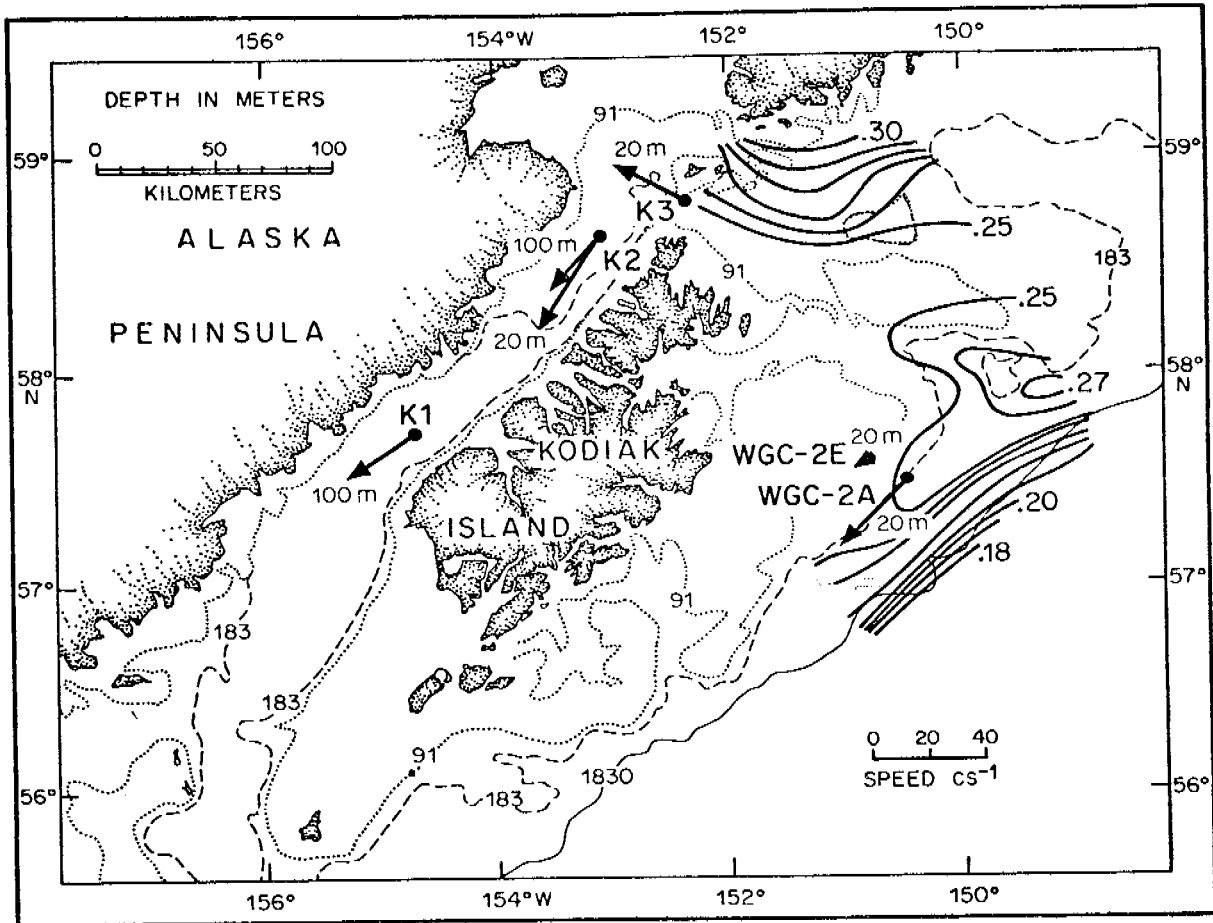 156°
154°W
152°
150°
DEPTH IN METERS
0 50 100
KILOMETERS
59°
59°
91
.30
20 m
K3
ALASKA
100 m
K2
.25
183
91
PENINSULA
20 m
.25
58°
N
58°
N
.27
K1
100 m
KODIAK
WGC-2E
20 m
WGC-2A
20 m
.20
ISLAND
.18
57°
57°
91
183
183
91
183
1830
0 20 40
SPEED CS⁻¹
56°
56°
156°
154°W
152°
150°